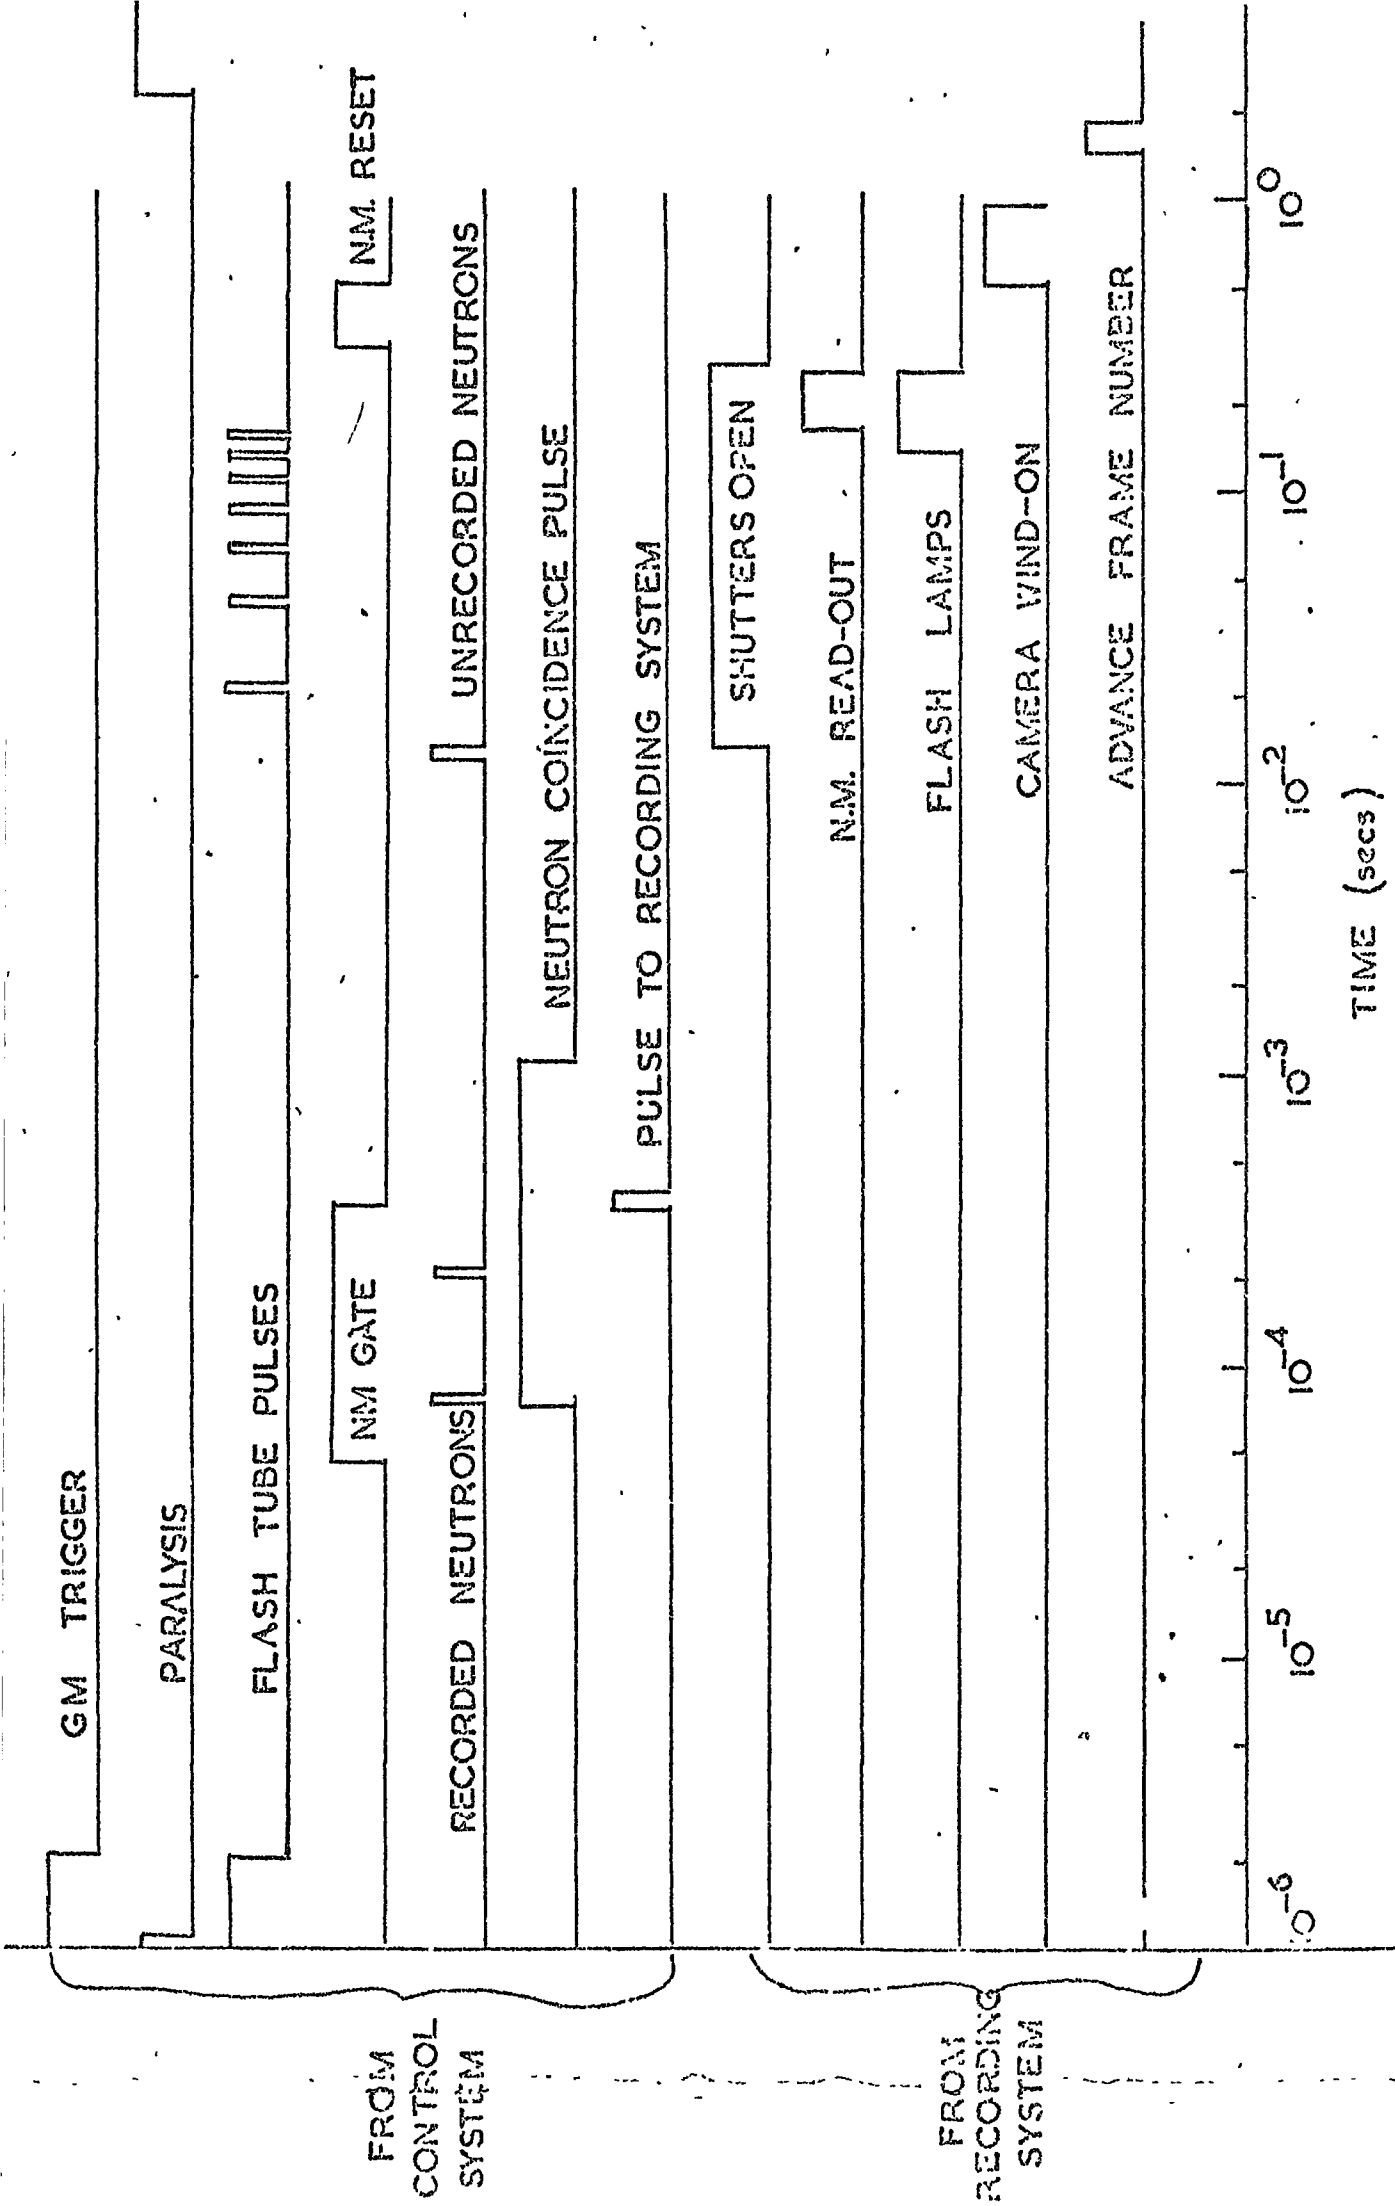 GM TRIGGER
PARALYSIS
FLASH TUBE PULSES
NM GATE
N.M. RESET
RECORDED NEUTRONS
UNRECORDED NEUTRONS
NEUTRON COINCIDENCE PULSE
PULSE TO RECORDING SYSTEM
SHUTTERS OPEN
N.M. READ-OUT
FLASH LAMPS
CAMERA WIND-ON
ADVANCE FRAME NUMBER
FROM
CONTROL
SYSTEM
FROM
RECORDING
SYSTEM
10⁻⁶ 10⁻⁵ 10⁻⁴ 10⁻³ 10⁻² 10⁻¹ 10⁰
TIME (secs)